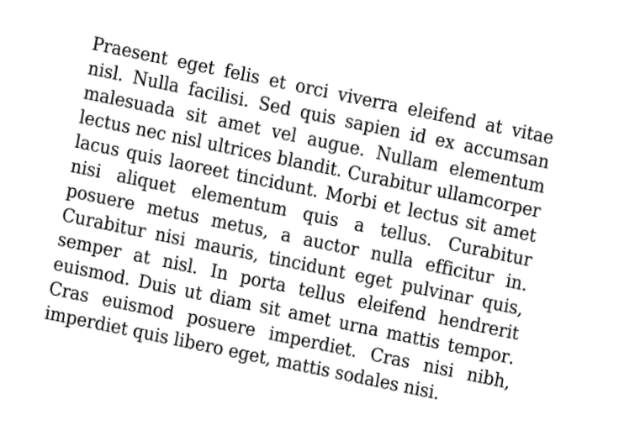 Praesent eget felis et orci viverra eleifend at vitae
nisl. Nulla facilisi. Sed quis sapien id ex accumsan
malesuada sit amet vel augue. Nullam elementum
lectus nec nisl ultrices blandit. Curabitur ullamcorper
lacus quis laoreet tincidunt. Morbi et lectus sit amet
nisi aliquet elementum quis a tellus. Curabitur
posuere metus metus, a auctor nulla efficitur in.
Curabitur nisi mauris, tincidunt eget pulvinar quis,
semper at nisl. In porta tellus eleifend hendrerit
euismod. Duis ut diam sit amet urna mattis tempor.
Cras euismod posuere imperdiet. Cras nisi nibh,
imperdiet quis libero eget, mattis sodales nisi.